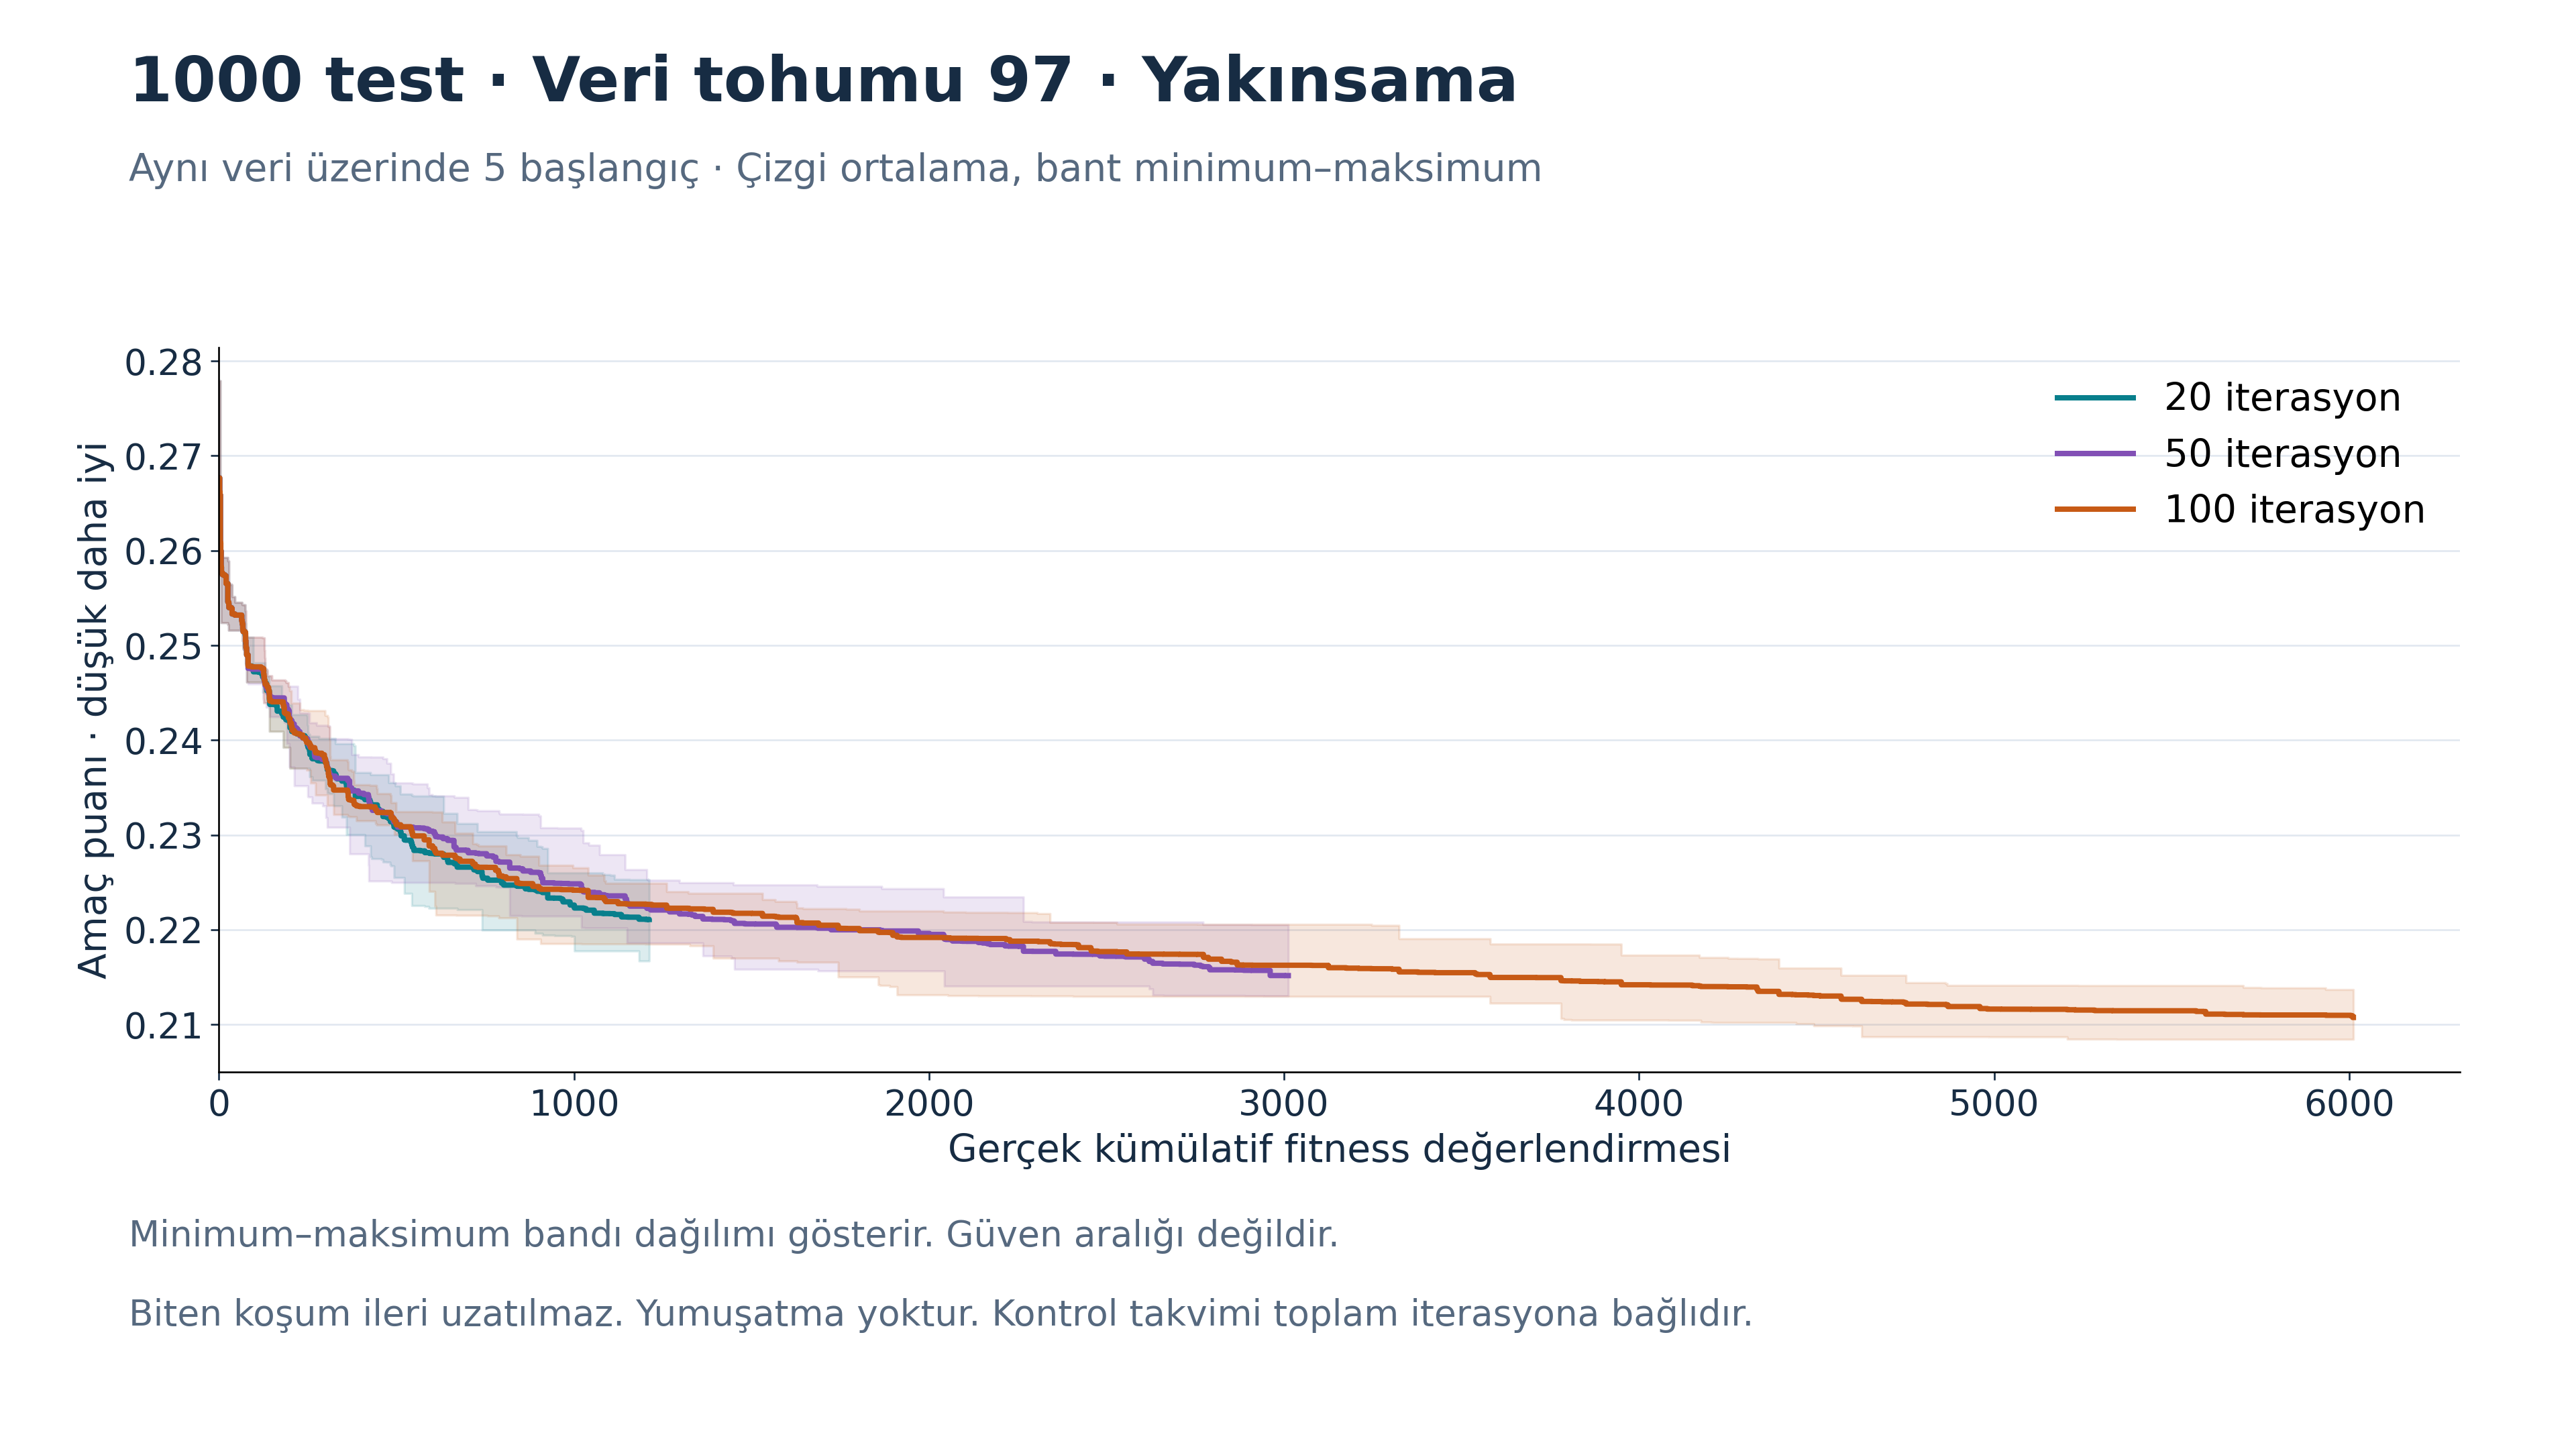 1000 test · Veri tohumu 97 · Yakınsama
Aynı veri üzerinde 5 başlangıç · Çizgi ortalama, bant minimum–maksimum
Amaç puanı · düşük daha iyi
0.28
0.27
0.26
0.25
0.24
0.23
0.22
0.21
20 iterasyon
50 iterasyon
100 iterasyon
0 1000 2000 3000 4000 5000 6000
Gerçek kümülatif fitness değerlendirmesi
Minimum–maksimum bandı dağılımı gösterir. Güven aralığı değildir.
Biten koşum ileri uzatılmaz. Yumuşatma yoktur. Kontrol takvimi toplam iterasyona bağlıdır.